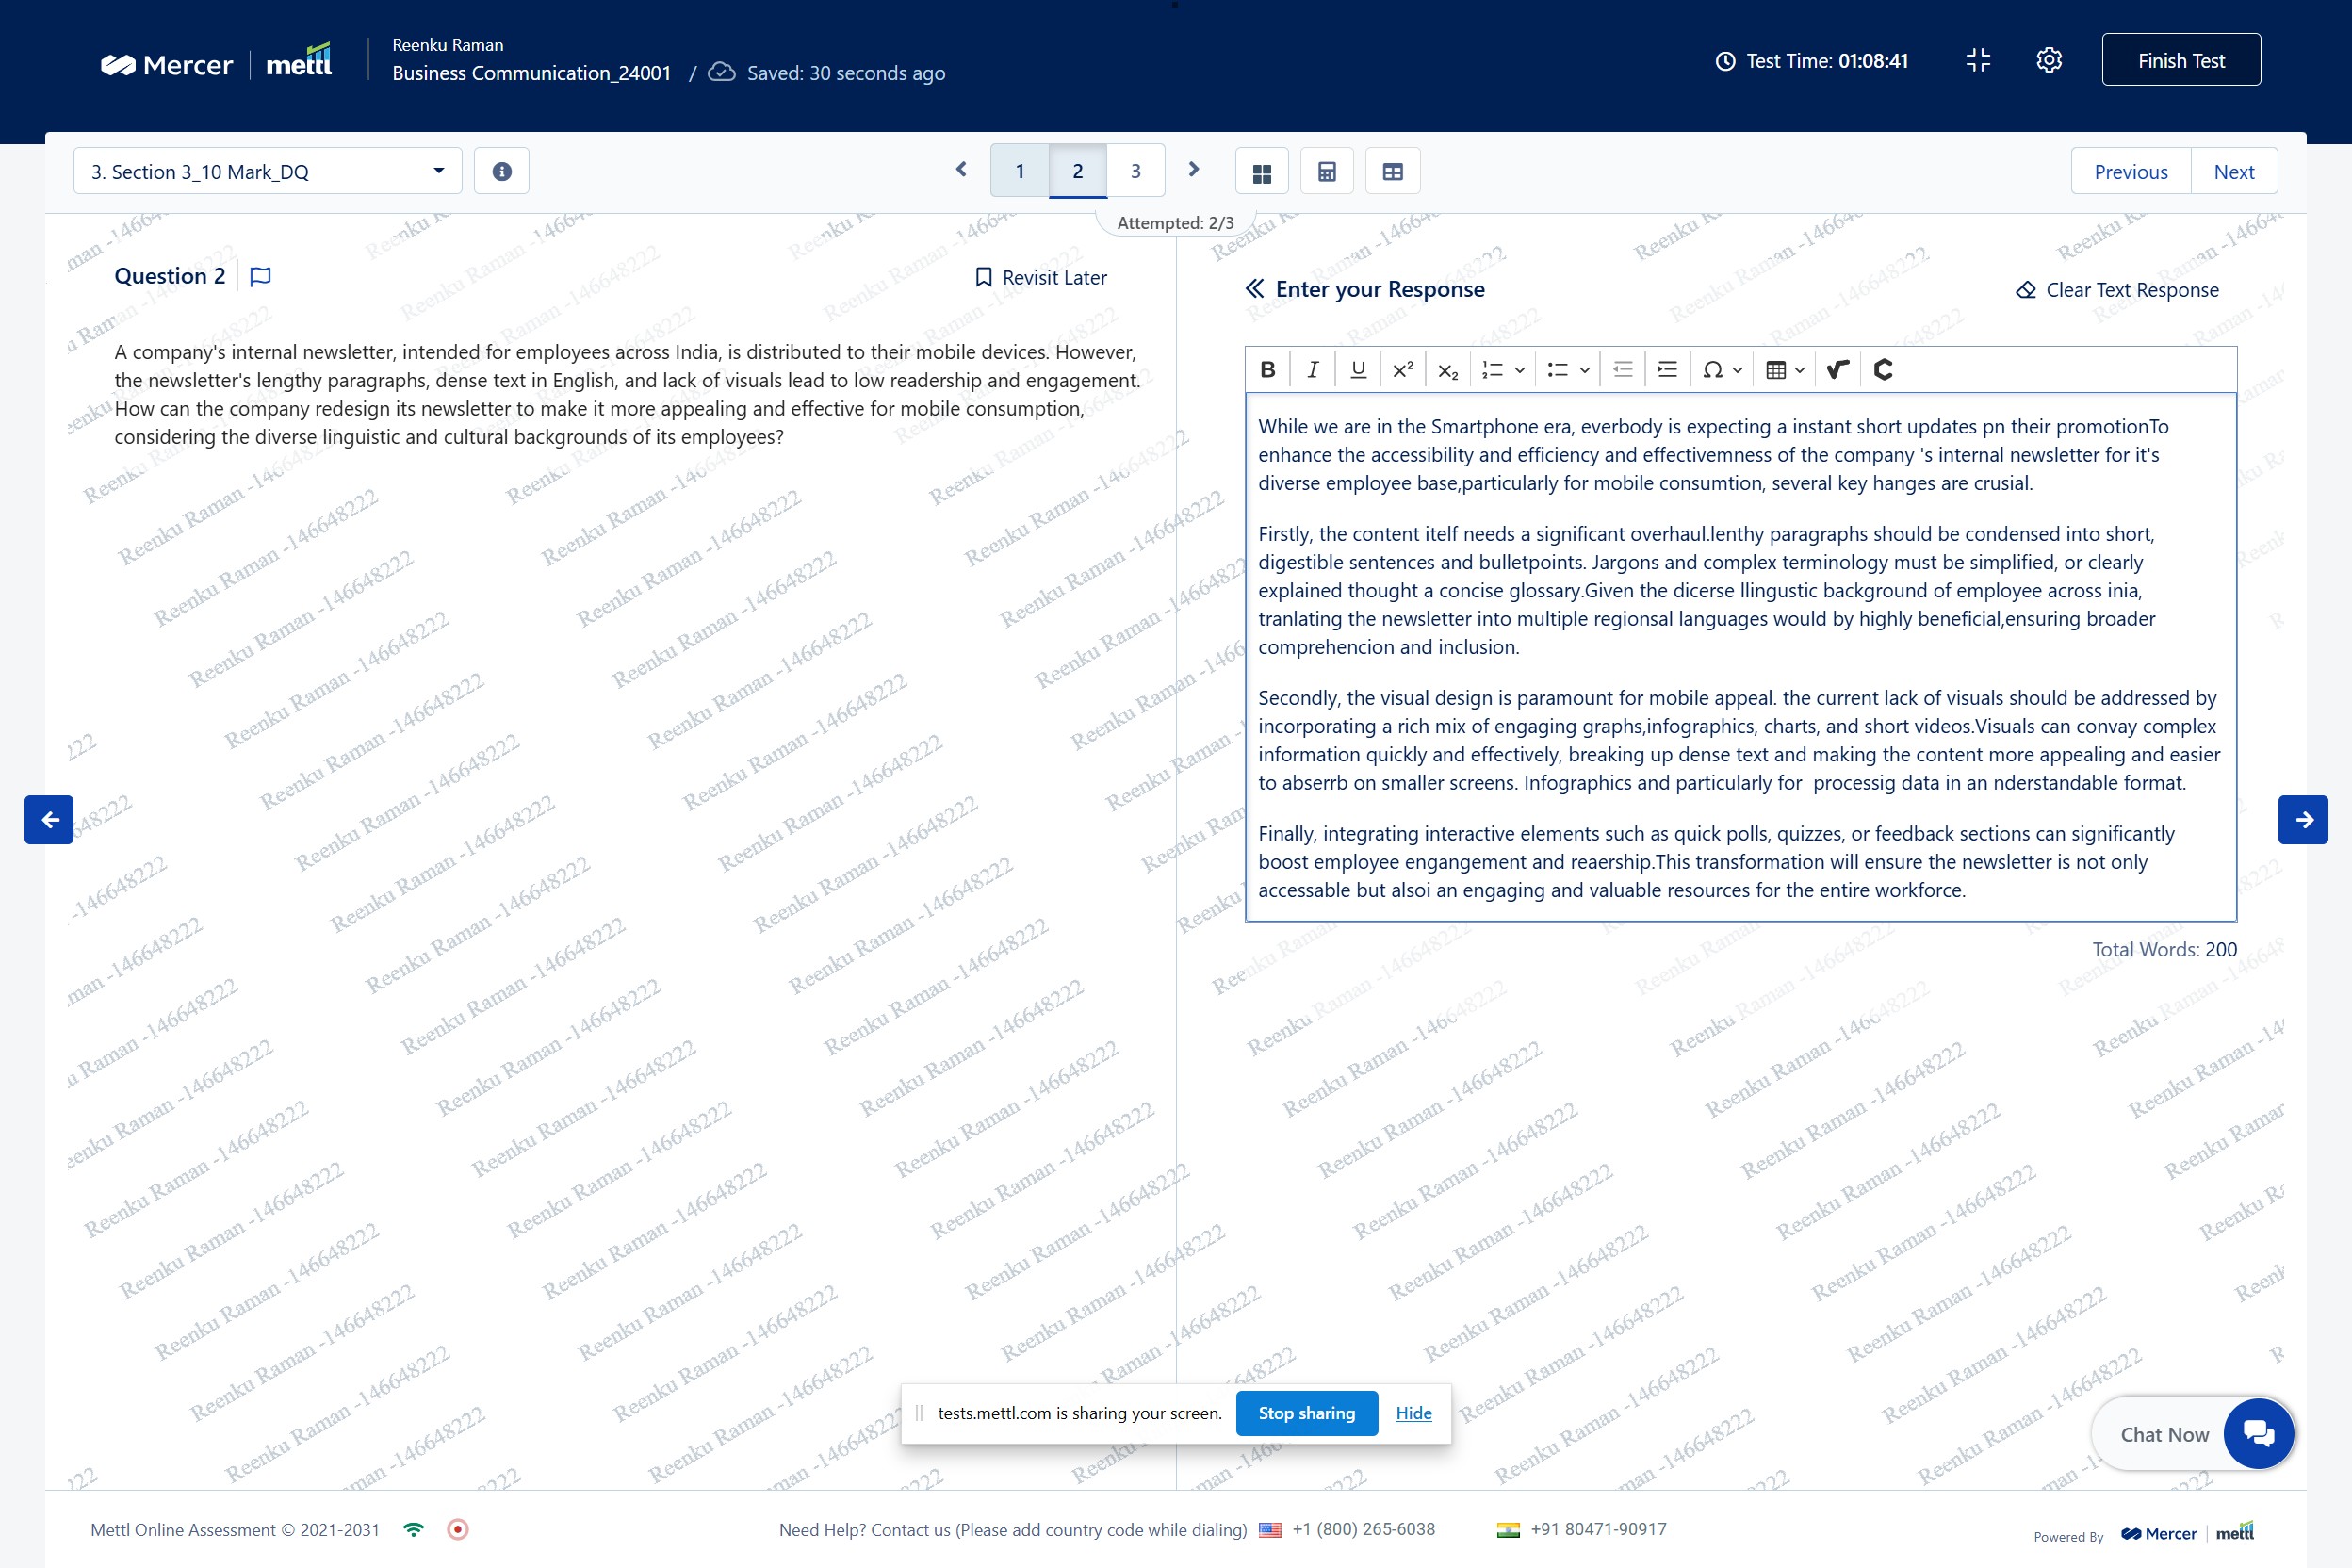 Mercer | mettl
Reenku Raman
Business Communication_24001 / Saved: 30 seconds ago
Test Time: 01:08:41
Finish Test
3. Section 3_10 Mark_DQ
1 2 3
Previous Next
Attempted: 2/3
Question 2
Revisit Later
A company's internal newsletter, intended for employees across India, is distributed to their mobile devices. However,
the newsletter's lengthy paragraphs, dense text in English, and lack of visuals lead to low readership and engagement.
How can the company redesign its newsletter to make it more appealing and effective for mobile consumption,
considering the diverse linguistic and cultural backgrounds of its employees?
Enter your Response
Clear Text Response
While we are in the Smartphone era, everbody is expecting a instant short updates pn their promotionTo
enhance the accessibility and efficiency and effectivemness of the company 's internal newsletter for it's
diverse employee base,particularly for mobile consumtion, several key hanges are crusial.
Firstly, the content itelf needs a significant overhaul.lenthy paragraphs should be condensed into short,
digestible sentences and bulletpoints. Jargons and complex terminology must be simplified, or clearly
explained thought a concise glossary.Given the dicerse llingustic background of employee across inia,
tranlating the newsletter into multiple regionsal languages would by highly beneficial,ensuring broader
comprehencion and inclusion.
Secondly, the visual design is paramount for mobile appeal. the current lack of visuals should be addressed by
incorporating a rich mix of engaging graphs,infographics, charts, and short videos.Visuals can convay complex
information quickly and effectively, breaking up dense text and making the content more appealing and easier
to abserrb on smaller screens. Infographics and particularly for  processig data in an nderstandable format.
Finally, integrating interactive elements such as quick polls, quizzes, or feedback sections can significantly
boost employee engangement and reaership.This transformation will ensure the newsletter is not only
accessable but alsoi an engaging and valuable resources for the entire workforce.
Total Words: 200
Reenku Raman -146648222
tests.mettl.com is sharing your screen. Stop sharing Hide
Chat Now
Mettl Online Assessment © 2021-2031
Need Help? Contact us (Please add country code while dialing) +1 (800) 265-6038 +91 80471-90917
Powered By Mercer | mettl